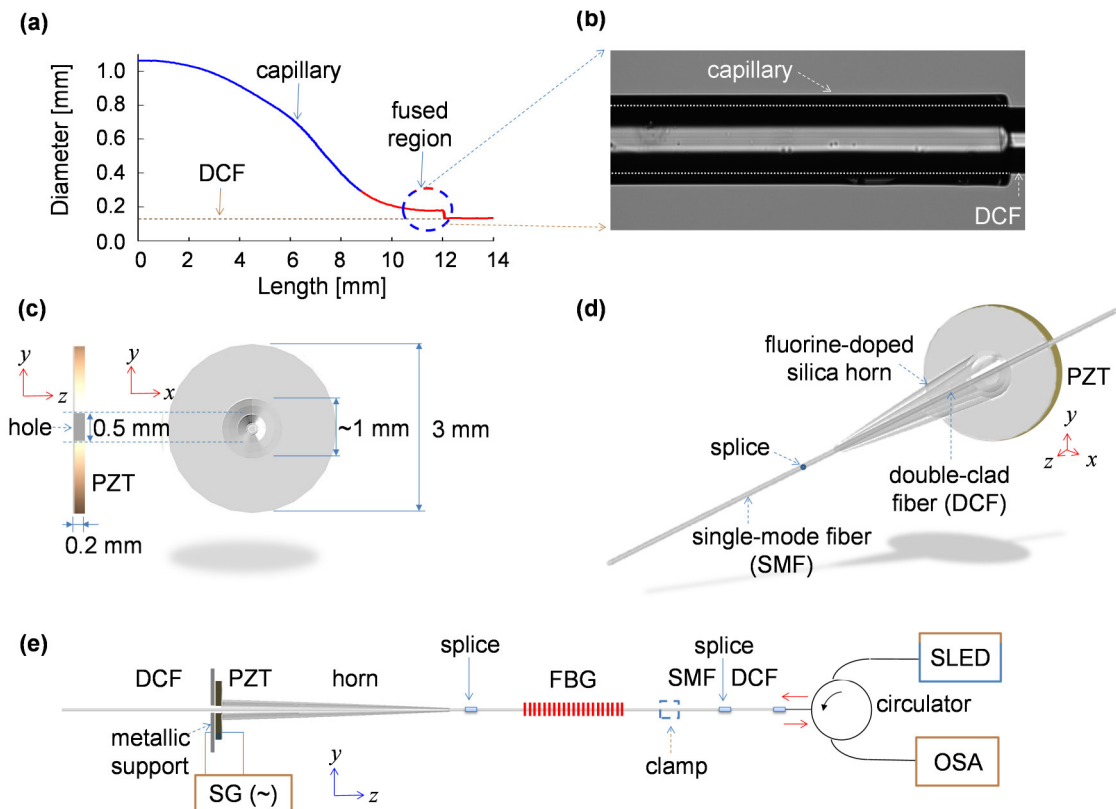 (a)
Diameter [mm]
1.0
0.8
0.6
0.4
0.2
0.0
0 2 4 6 8 10 12 14
Length [mm]
capillary
fused
region
DCF
(b)
capillary
DCF
(c)
y
z
y
x
hole
0.5 mm
PZT
0.2 mm
~1 mm
3 mm
(d)
fluorine-doped
silica horn
PZT
splice
double-clad
fiber (DCF)
single-mode fiber
(SMF)
y
z
x
(e)
DCF PZT horn
splice
FBG
SMF
splice
DCF
SLED
circulator
OSA
clamp
metallic
support
SG (~)
y
z